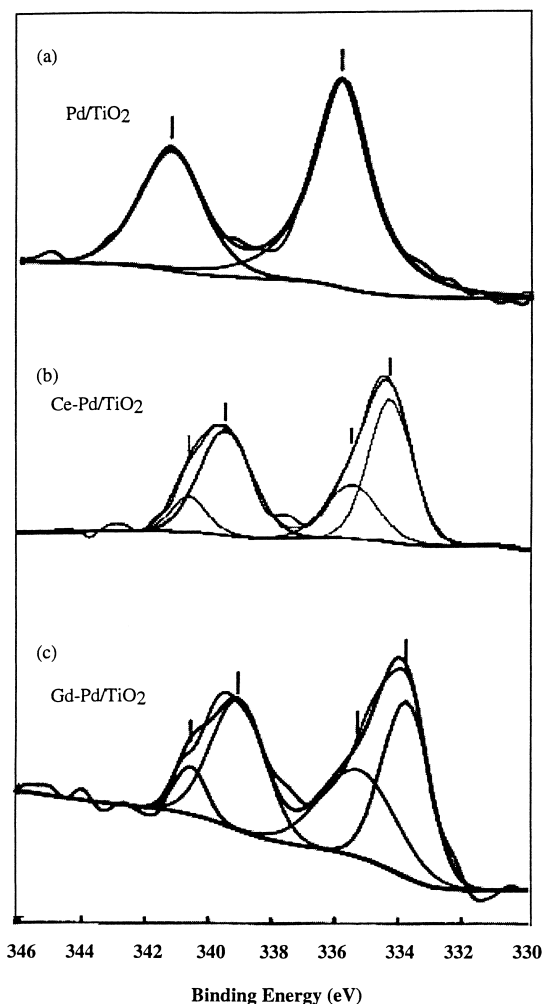 (a)
Pd/TiO2
(b)
Ce-Pd/TiO2
(c)
Gd-Pd/TiO2
346 344 342 340 338 336 334 332 330
Binding Energy (eV)